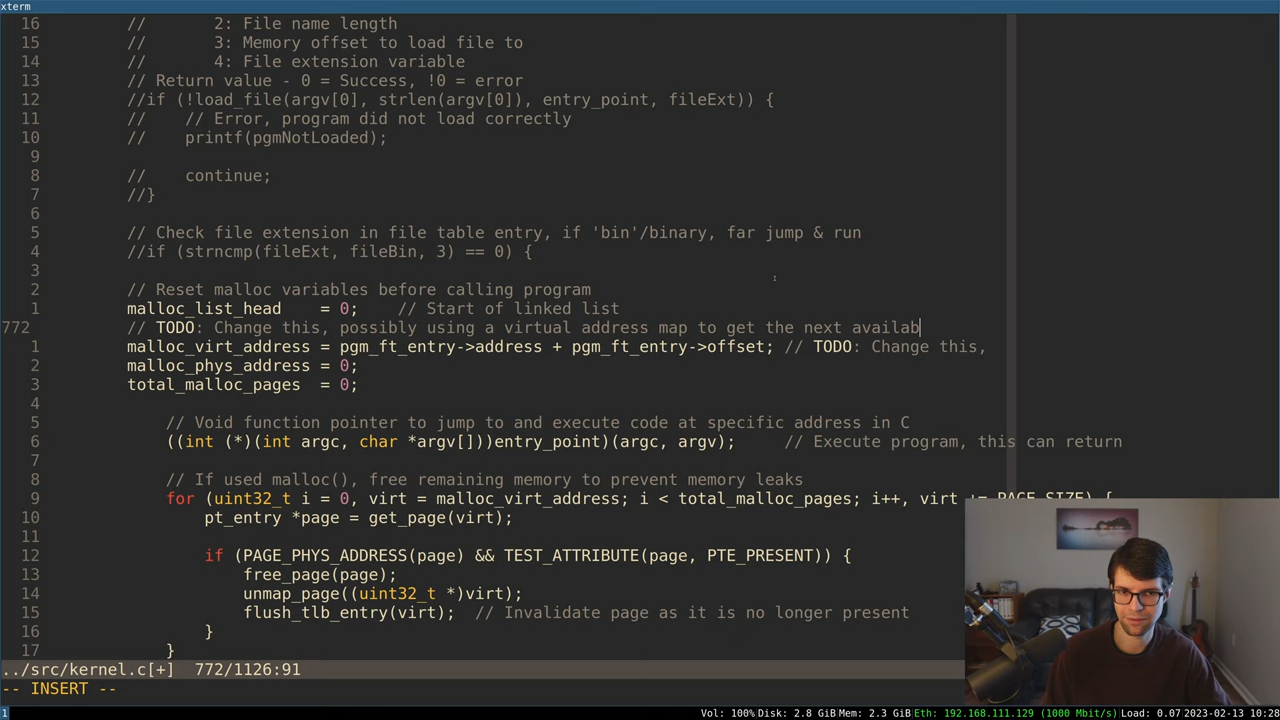 xterm
16 // 2: File name length
15 // 3: Memory offset to load file to
14 // 4: File extension variable
13 // Return value - 0 = Success, !0 = error
12 //if (!load_file(argv[0], strlen(argv[0]), entry_point, fileExt)) {
11 // // Error, program did not load correctly
10 // printf(pgmNotLoaded);
9
8 // continue;
7 //}
6
5 // Check file extension in file table entry, if 'bin'/binary, far jump & run
4 //if (strncmp(fileExt, fileBin, 3) == 0) {
3
2 // Reset malloc variables before calling program
1 malloc_list_head = 0; // Start of linked list
772 // TODO: Change this, possibly using a virtual address map to get the next availab
1 malloc_virt_address = pgm_ft_entry->address + pgm_ft_entry->offset; // TODO: Change this,
2 malloc_phys_address = 0;
3 total_malloc_pages = 0;
4
5 // Void function pointer to jump to and execute code at specific address in C
6 ((int (*)(int argc, char *argv[]))entry_point)(argc, argv); // Execute program, this can return
7
8 // If used malloc(), free remaining memory to prevent memory leaks
9 for (uint32_t i = 0, virt = malloc_virt_address; i < total_malloc_pages; i++, virt += PAGE_SIZE) {
10 pt_entry *page = get_page(virt);
11
12 if (PAGE_PHYS_ADDRESS(page) && TEST_ATTRIBUTE(page, PTE_PRESENT)) {
13 free_page(page);
14 unmap_page((uint32_t *)virt);
15 flush_tlb_entry(virt); // Invalidate page as it is no longer present
16 }
17 }
../src/kernel.c[+] 772/1126:91
-- INSERT --
1 Vol: 100% Disk: 2.8 GiB Mem: 2.3 GiB Eth: 192.168.111.129 (1000 Mbit/s) Load: 0.07 2023-02-13 10:28